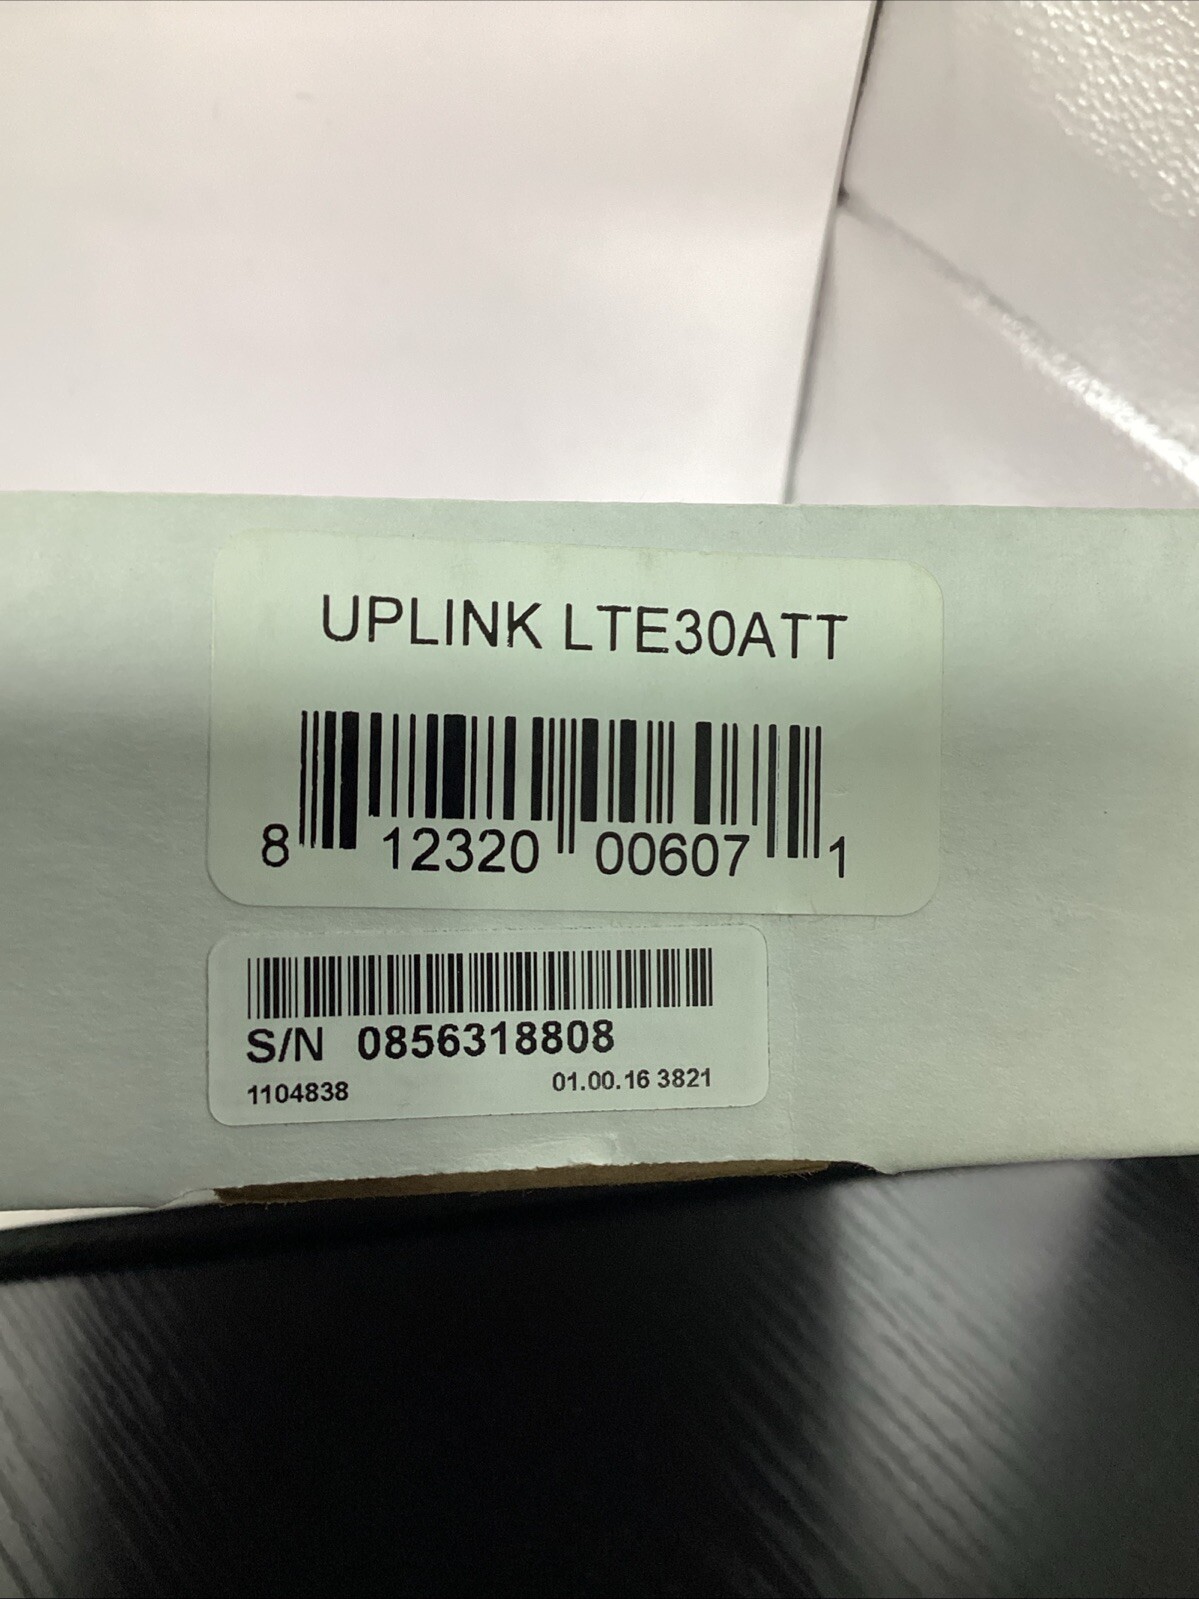 UPLINK LTE30ATT
8 12320 00607 1
S/N 0856318808
1104838 01.00.16 3821